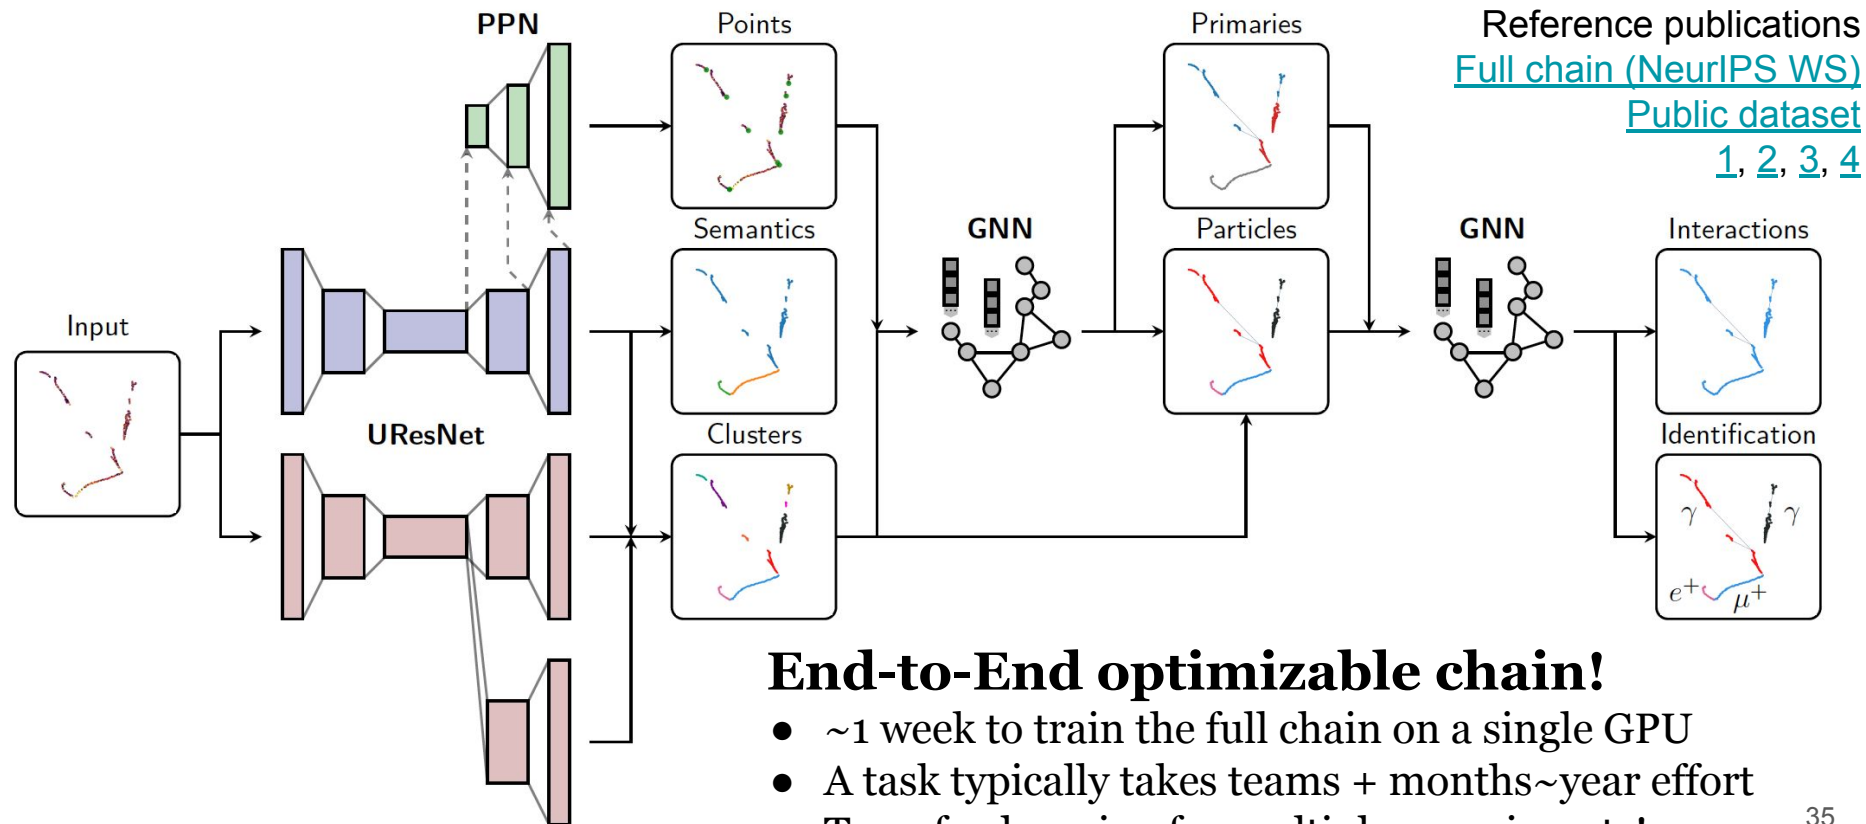 PPN
Points
Primaries
Reference publications
Full chain (NeurIPS WS)
Public dataset
1, 2, 3, 4
Semantics
GNN
Particles
GNN
Interactions
Input
URes​Net
Clusters
Identification
γ γ
e+ μ+
End-to-End optimizable chain!
● ~1 week to train the full chain on a single GPU
● A task typically takes teams + months~year effort
35